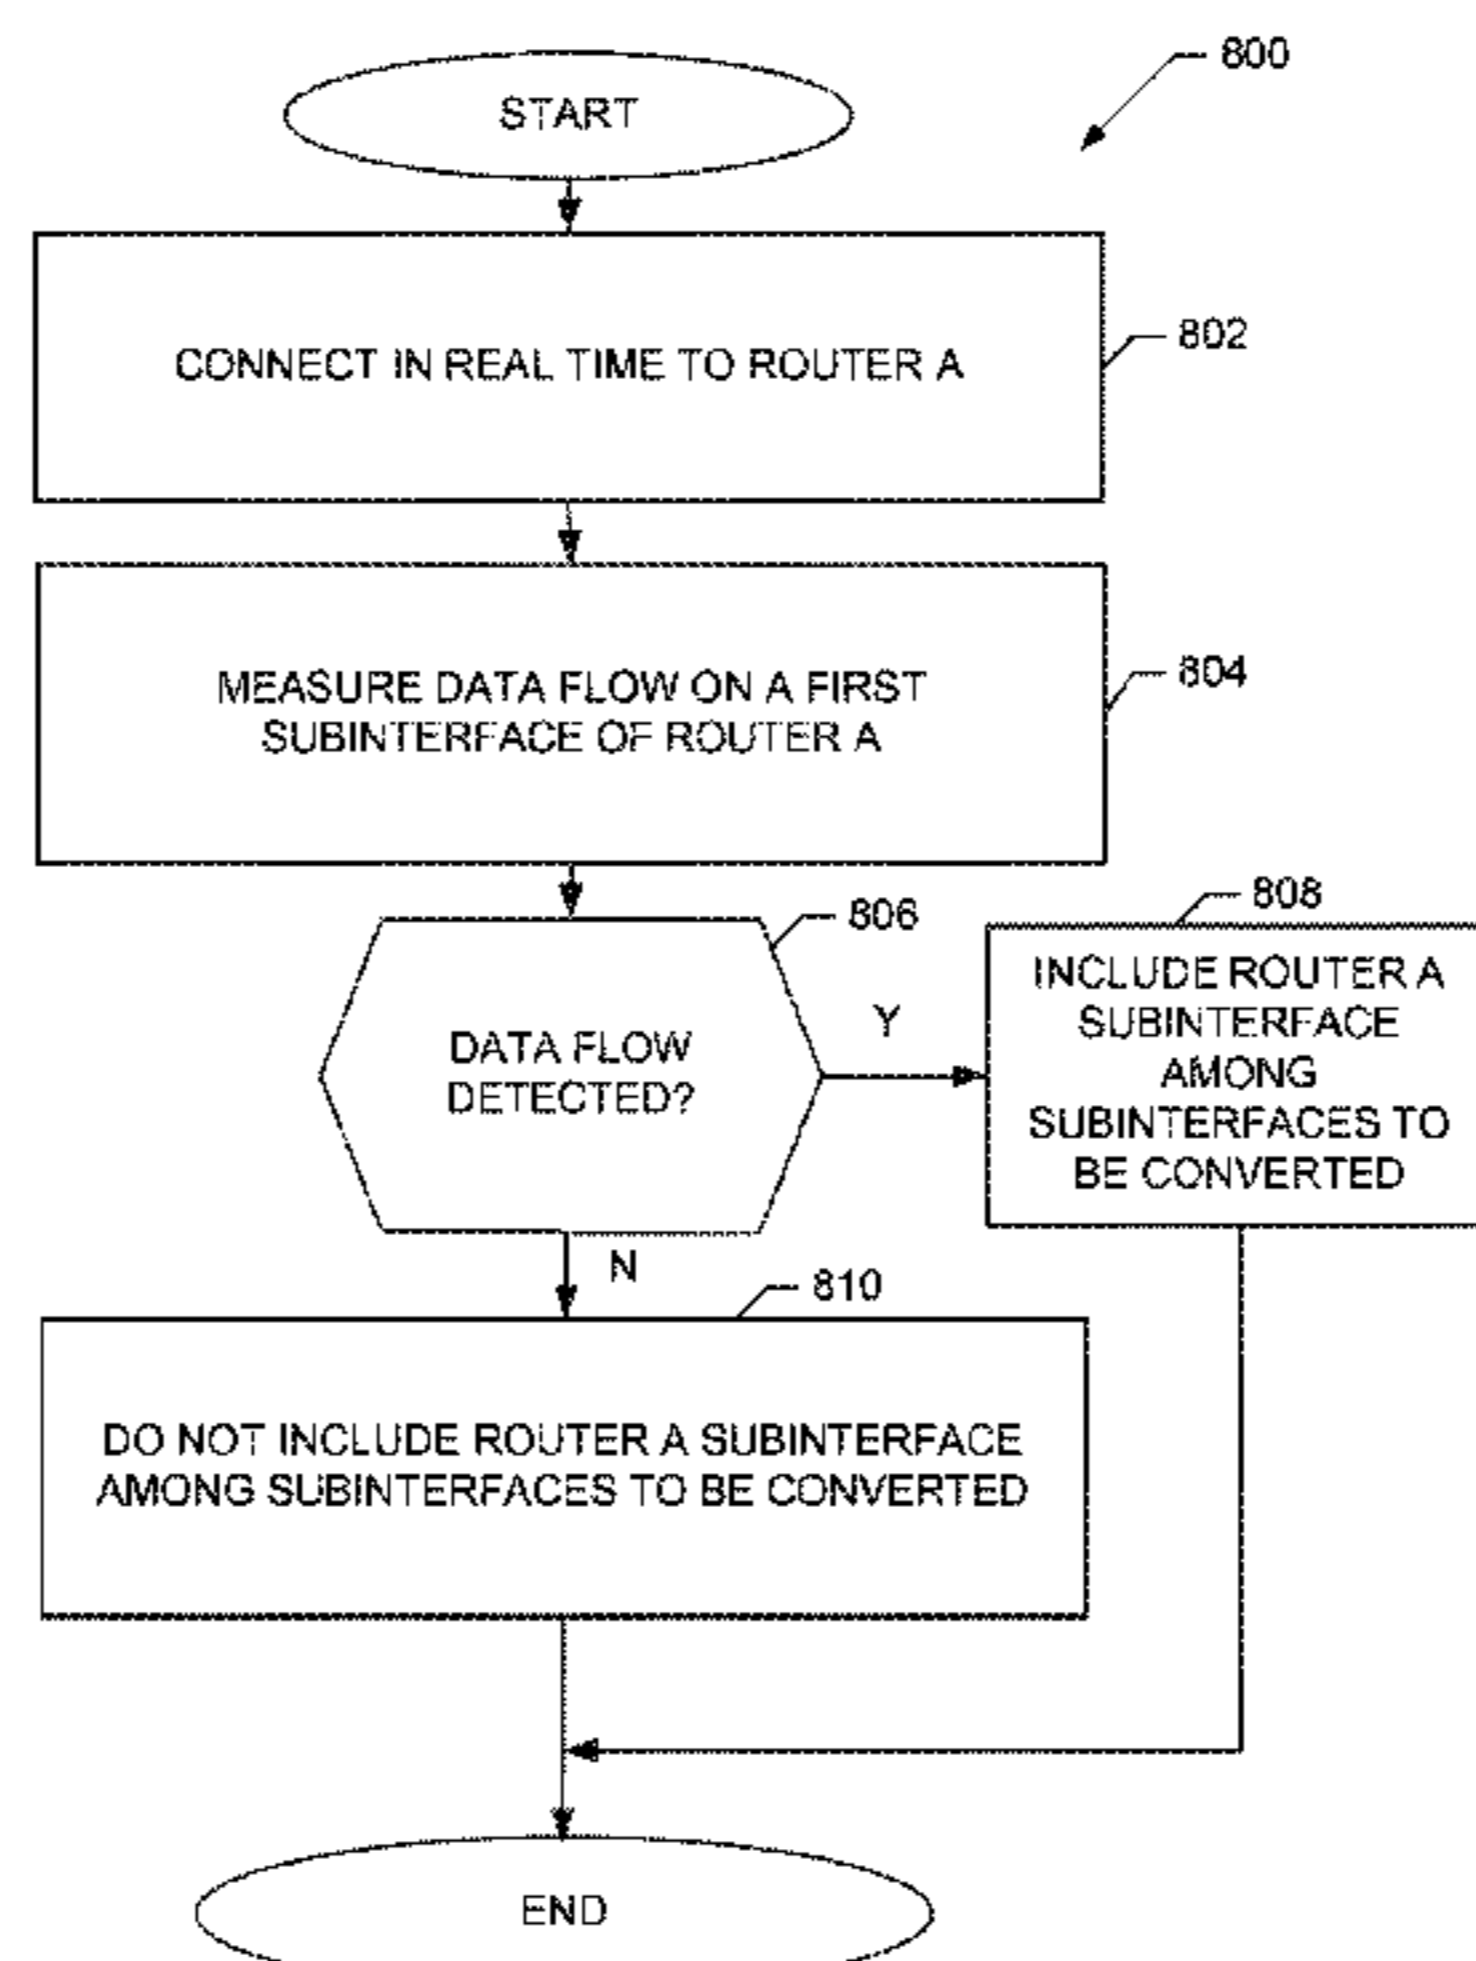 800
START
CONNECT IN REAL TIME TO ROUTER A
802
MEASURE DATA FLOW ON A FIRST
SUBINTERFACE OF ROUTER A
804
DATA FLOW
DETECTED?
806
Y
808
INCLUDE ROUTER A
SUBINTERFACE
AMONG
SUBINTERFACES TO
BE CONVERTED
N
810
DO NOT INCLUDE ROUTER A SUBINTERFACE
AMONG SUBINTERFACES TO BE CONVERTED
END